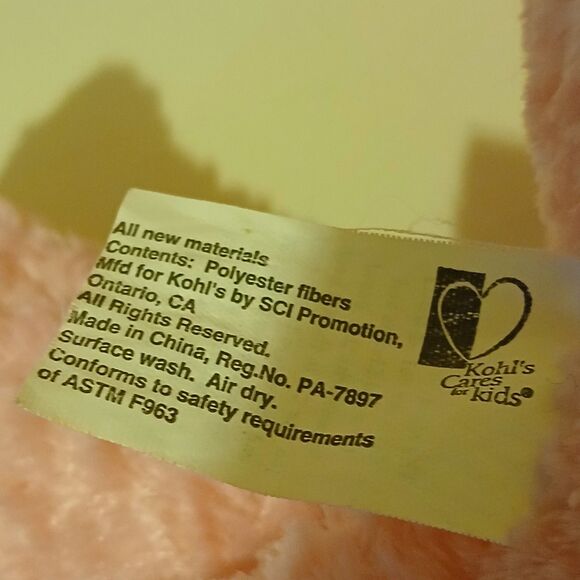 All new materials
Contents: Polyester fibers
Mfd for Kohl's by SCI Promotion,
Ontario, CA
All Rights Reserved.
Made in China, Reg.No. PA-7897
Surface wash. Air dry.
Conforms to safety requirements
of ASTM F963
Kohl's
Cares
for kids®